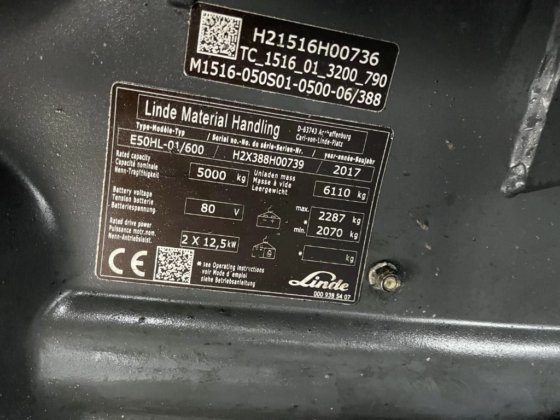 H21516H00736
TC_1516_01_3200_790
M1516-050S01-0500-06/388
Linde Material Handling
D-63743 Aschaffenburg
Carl-von-Linde-Platz
Type-Modèle-Typ / Serial no.-No. de série-Serien-Nr. / year-année-Baujahr
E50HL-01/600 H2X388H00739 2017
Rated capacity
Capacité nominale
Nenn-Tragfähigkeit
5000 kg
Unladen mass
Masse à vide
Leergewicht
6110 kg
Battery voltage
Tension batterie
Batteriespannung
80 V
max. 2287 kg
* min. 2070 kg
Rated drive power
Puissance motr.nom.
Nenn-Antriebsleist.
2 X 12,5 kW
* kg
CE
* see Operating instructions
voir Mode d'emploi
siehe Betriebsanleitung
Linde
000 939 54 07